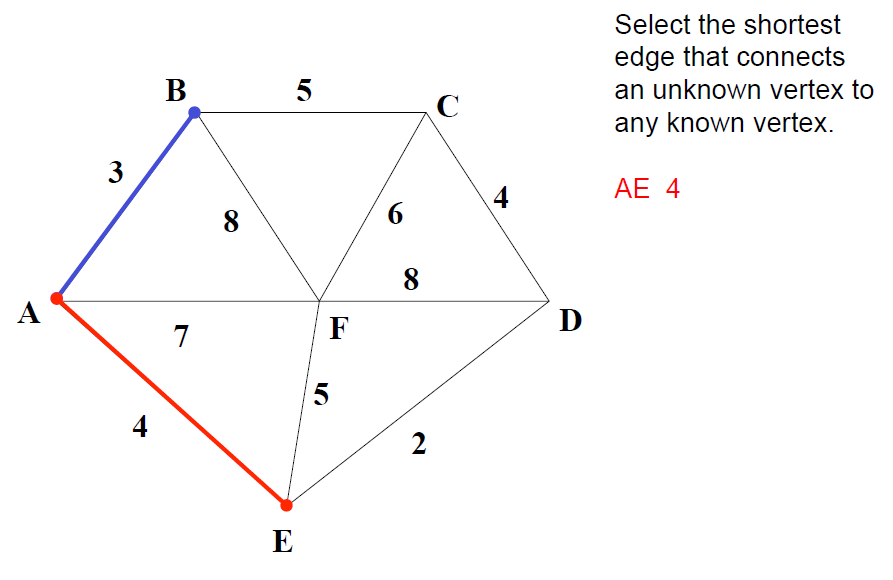 Select the shortest
edge that connects
an unknown vertex to
any known vertex.
AE 4
B 5 C
3 8 6 4
A 7 F 8 D
4 5 2
E